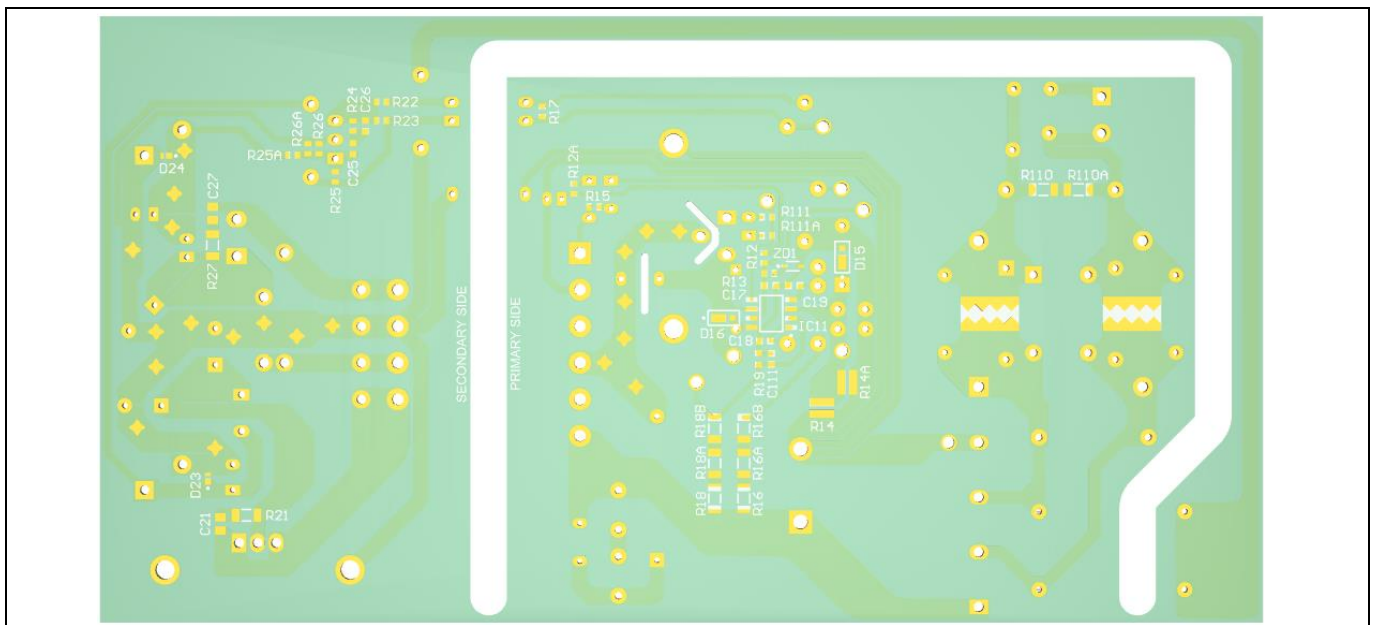 R24
C26
R22
R23
R26A
R26
R25A
C25
R25
D24
C27
R27
R17
R12A
R15
R111
R111A
R12
ZD1
D15
R13
C17
C19
IC11
D16
C18
R19
C111
R14A
R14
R18B
R16B
R18A
R16A
R18
R16
R110
R110A
SECONDARY SIDE
PRIMARY SIDE
D23
C21
R21